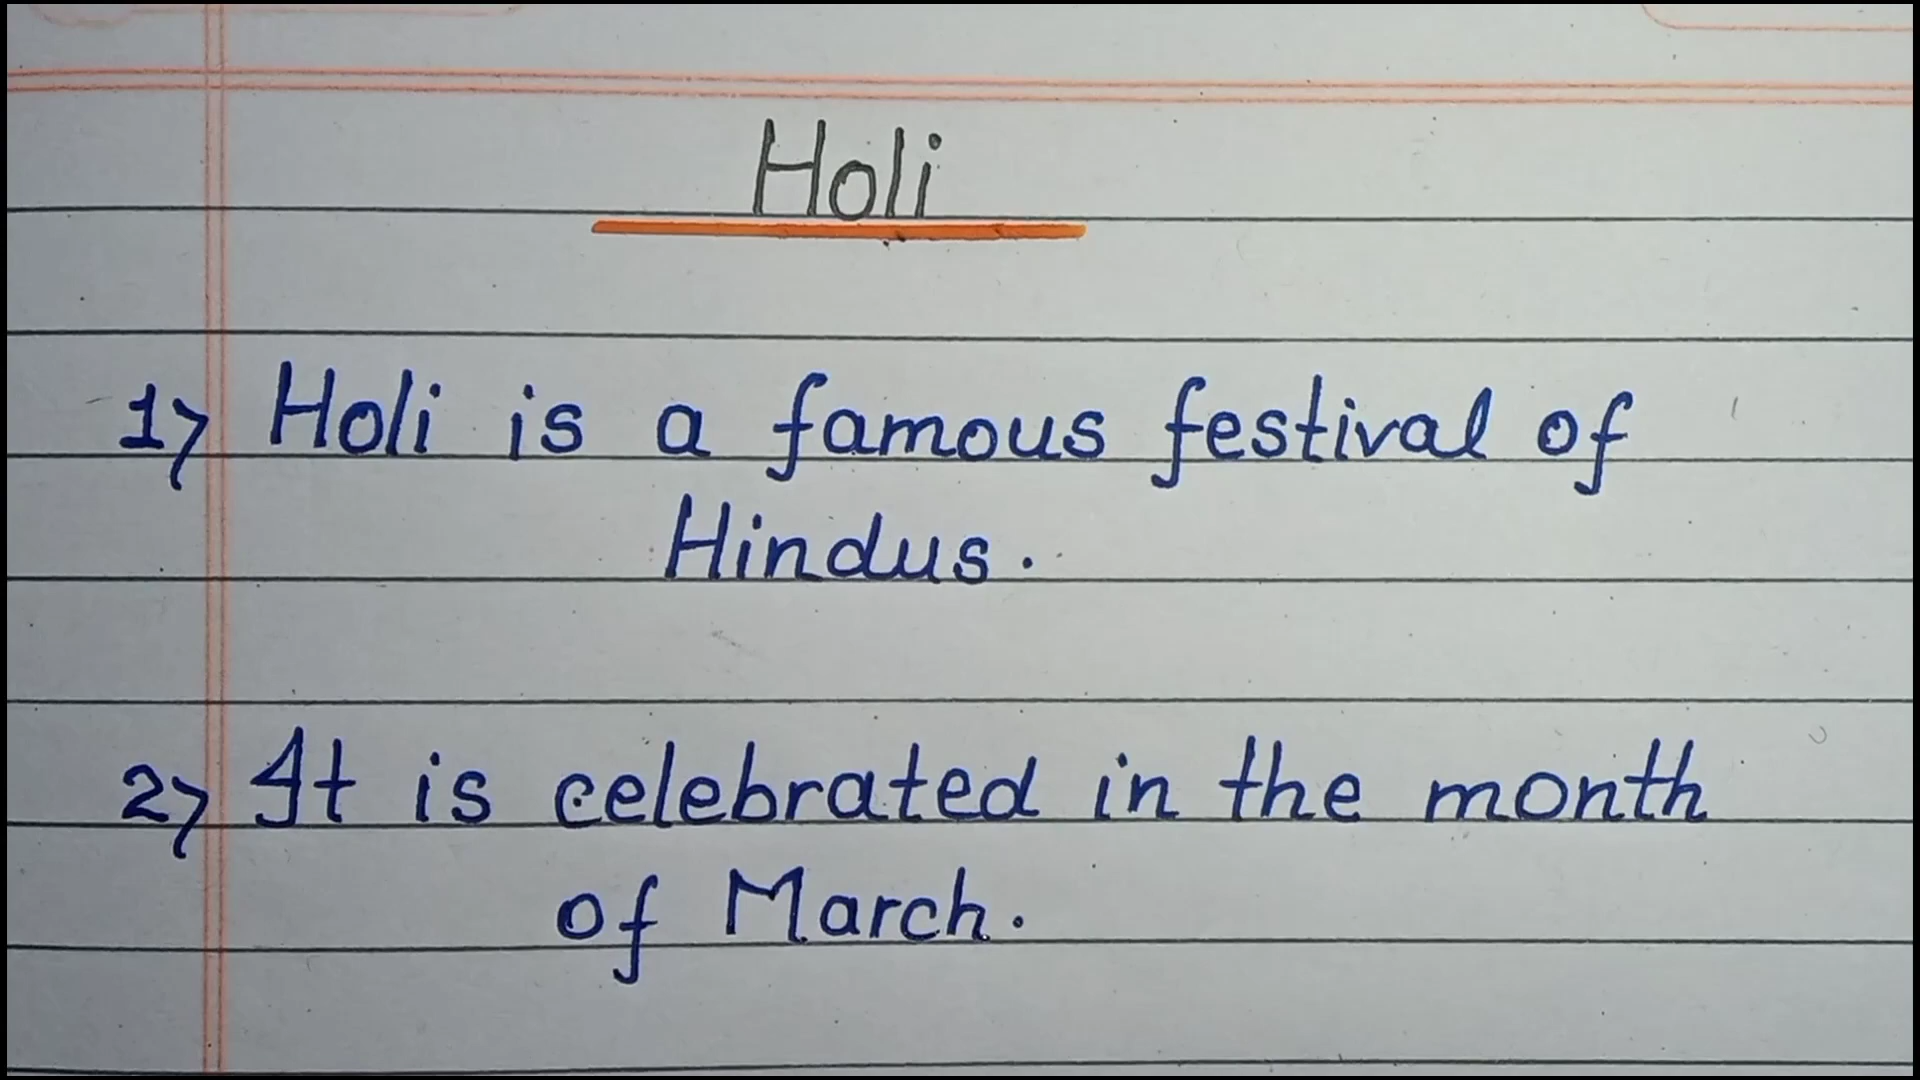 Holi
1) Holi is a famous festival of
Hindus.
2) It is celebrated in the month
of March.